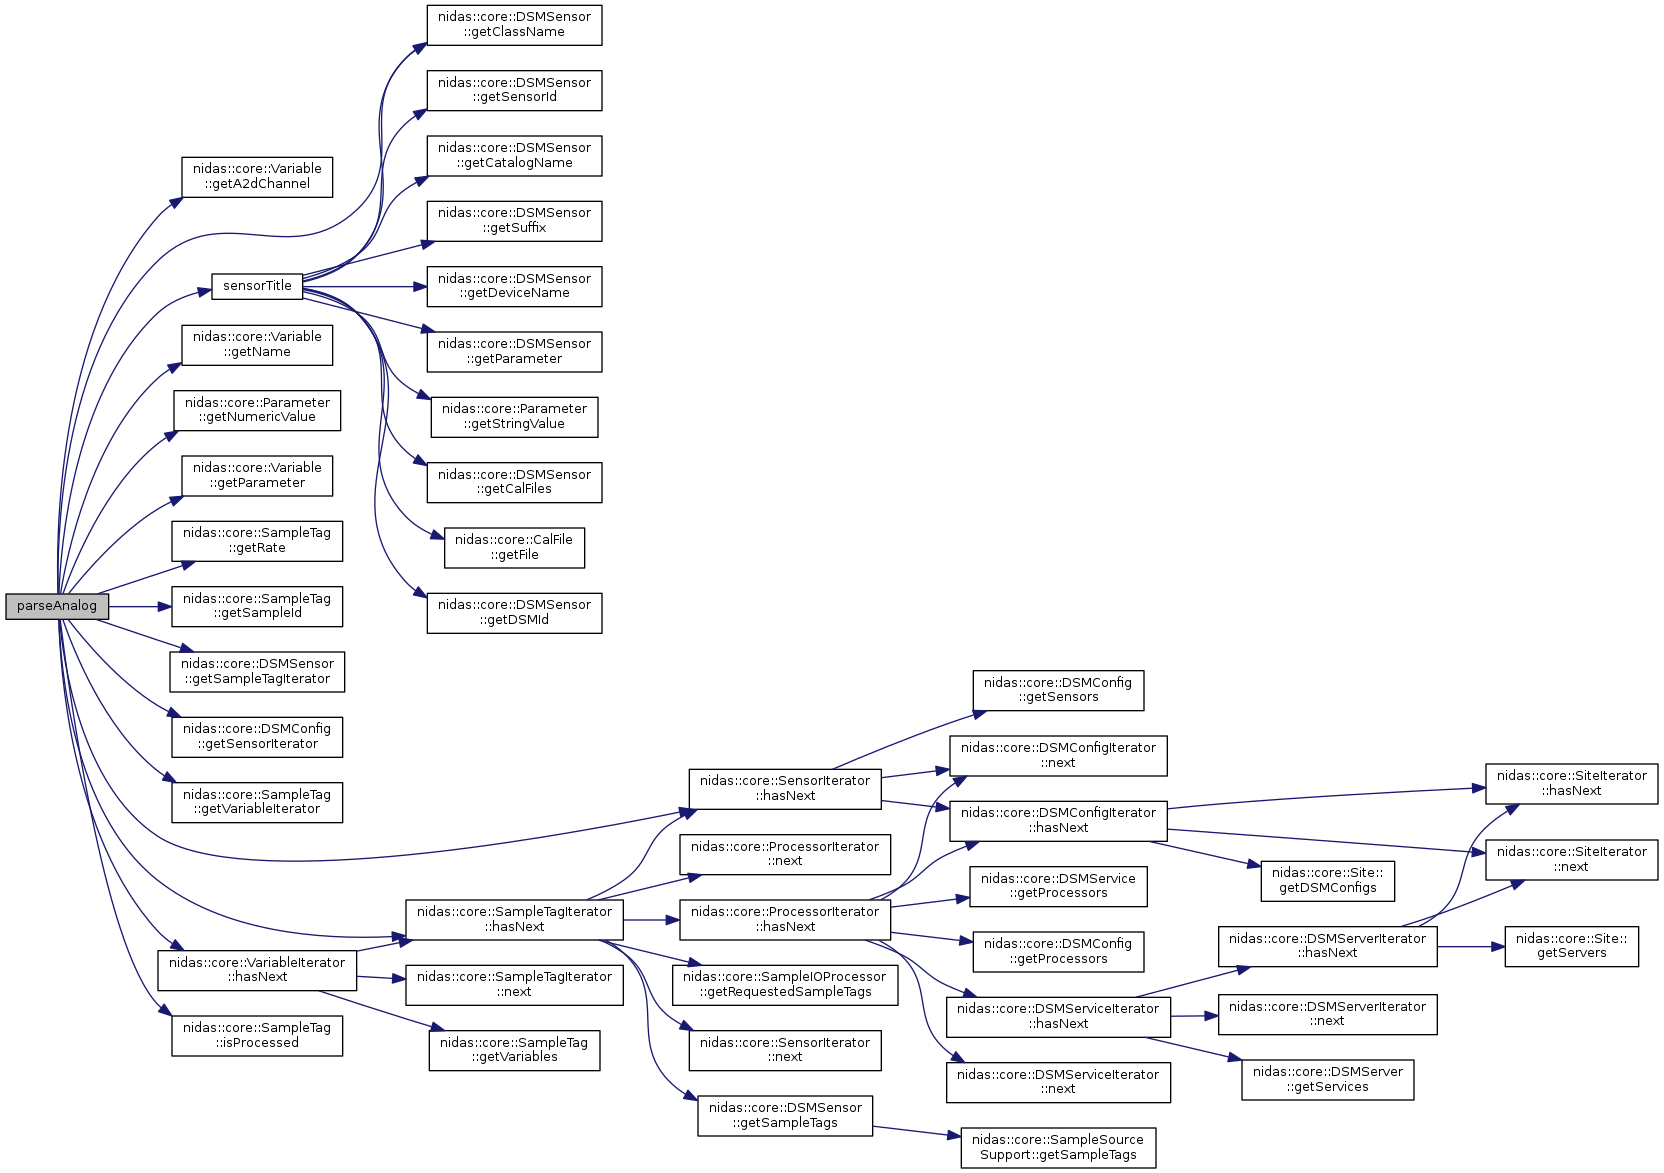 parseAnalog
nidas::core::Variable
::getA2dChannel
sensorTitle
nidas::core::Variable
::getName
nidas::core::Parameter
::getNumericValue
nidas::core::Variable
::getParameter
nidas::core::SampleTag
::getRate
nidas::core::SampleTag
::getSampleId
nidas::core::DSMSensor
::getSampleTagIterator
nidas::core::DSMConfig
::getSensorIterator
nidas::core::SampleTag
::getVariableIterator
nidas::core::VariableIterator
::hasNext
nidas::core::SampleTag
::isProcessed
nidas::core::DSMSensor
::getClassName
nidas::core::DSMSensor
::getSensorId
nidas::core::DSMSensor
::getCatalogName
nidas::core::DSMSensor
::getSuffix
nidas::core::DSMSensor
::getDeviceName
nidas::core::DSMSensor
::getParameter
nidas::core::Parameter
::getStringValue
nidas::core::DSMSensor
::getCalFiles
nidas::core::CalFile
::getFile
nidas::core::DSMSensor
::getDSMId
nidas::core::SampleTagIterator
::hasNext
nidas::core::SampleTagIterator
::next
nidas::core::SampleTag
::getVariables
nidas::core::SensorIterator
::hasNext
nidas::core::ProcessorIterator
::next
nidas::core::ProcessorIterator
::hasNext
nidas::core::SampleIOProcessor
::getRequestedSampleTags
nidas::core::SensorIterator
::next
nidas::core::DSMSensor
::getSampleTags
nidas::core::DSMConfig
::getSensors
nidas::core::DSMConfigIterator
::next
nidas::core::DSMConfigIterator
::hasNext
nidas::core::DSMService
::getProcessors
nidas::core::DSMConfig
::getProcessors
nidas::core::DSMServiceIterator
::hasNext
nidas::core::DSMServiceIterator
::next
nidas::core::SampleSource
Support::getSampleTags
nidas::core::Site::
getDSMConfigs
nidas::core::DSMServerIterator
::hasNext
nidas::core::DSMServerIterator
::next
nidas::core::DSMServer
::getServices
nidas::core::SiteIterator
::hasNext
nidas::core::SiteIterator
::next
nidas::core::Site::
getServers